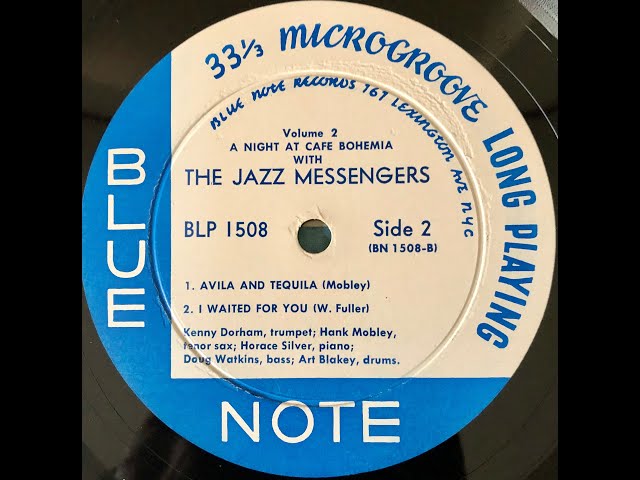 33⅓ MICROGROOVE LONG PLAYING
BLUE NOTE RECORDS 767 LEXINGTON AVE NYC
Volume 2
A NIGHT AT CAFE BOHEMIA
WITH
THE JAZZ MESSENGERS
BLP 1508 Side 2
(BN 1508-B)
1. AVILA AND TEQUILA (Mobley)
2. I WAITED FOR YOU (W. Fuller)
Kenny Dorham, trumpet; Hank Mobley,
tenor sax; Horace Silver, piano;
Doug Watkins, bass; Art Blakey, drums.
BLUE
NOTE